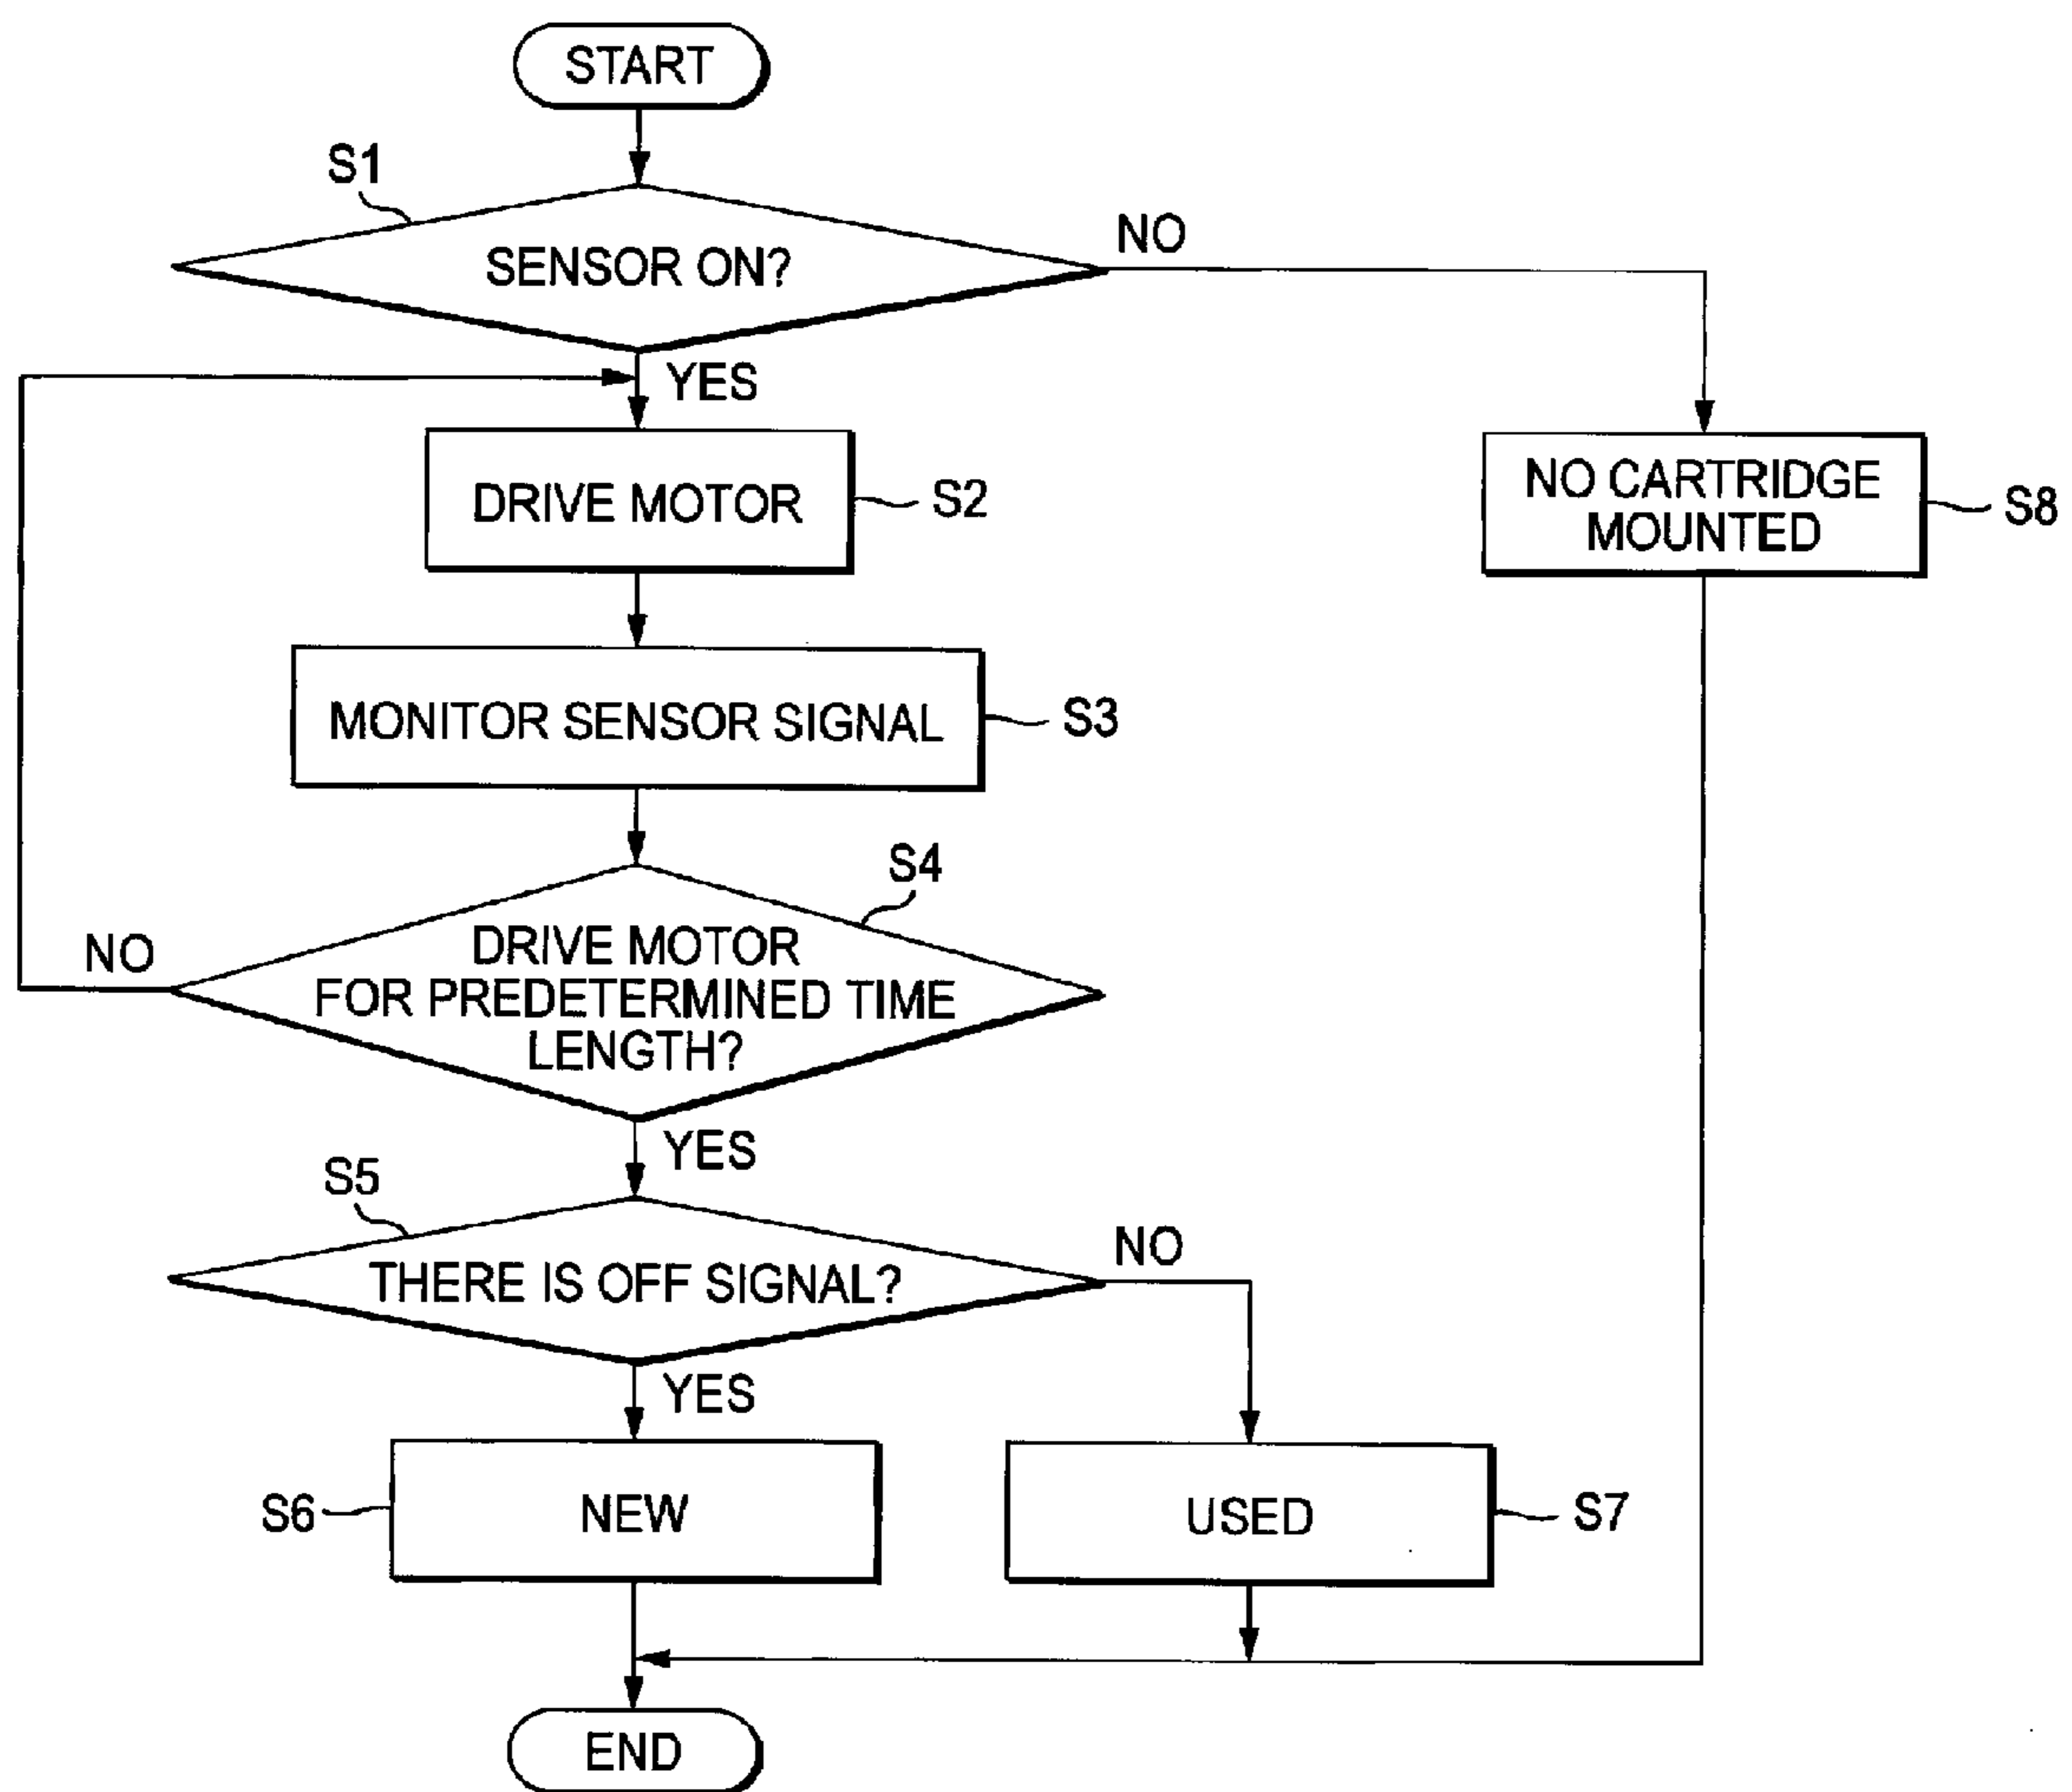 START
S1
SENSOR ON?
NO
YES
DRIVE MOTOR
S2
NO CARTRIDGE
MOUNTED
S8
MONITOR SENSOR SIGNAL
S3
S4
DRIVE MOTOR
FOR PREDETERMINED TIME
LENGTH?
NO
YES
S5
THERE IS OFF SIGNAL?
NO
YES
S6
NEW
USED
S7
END